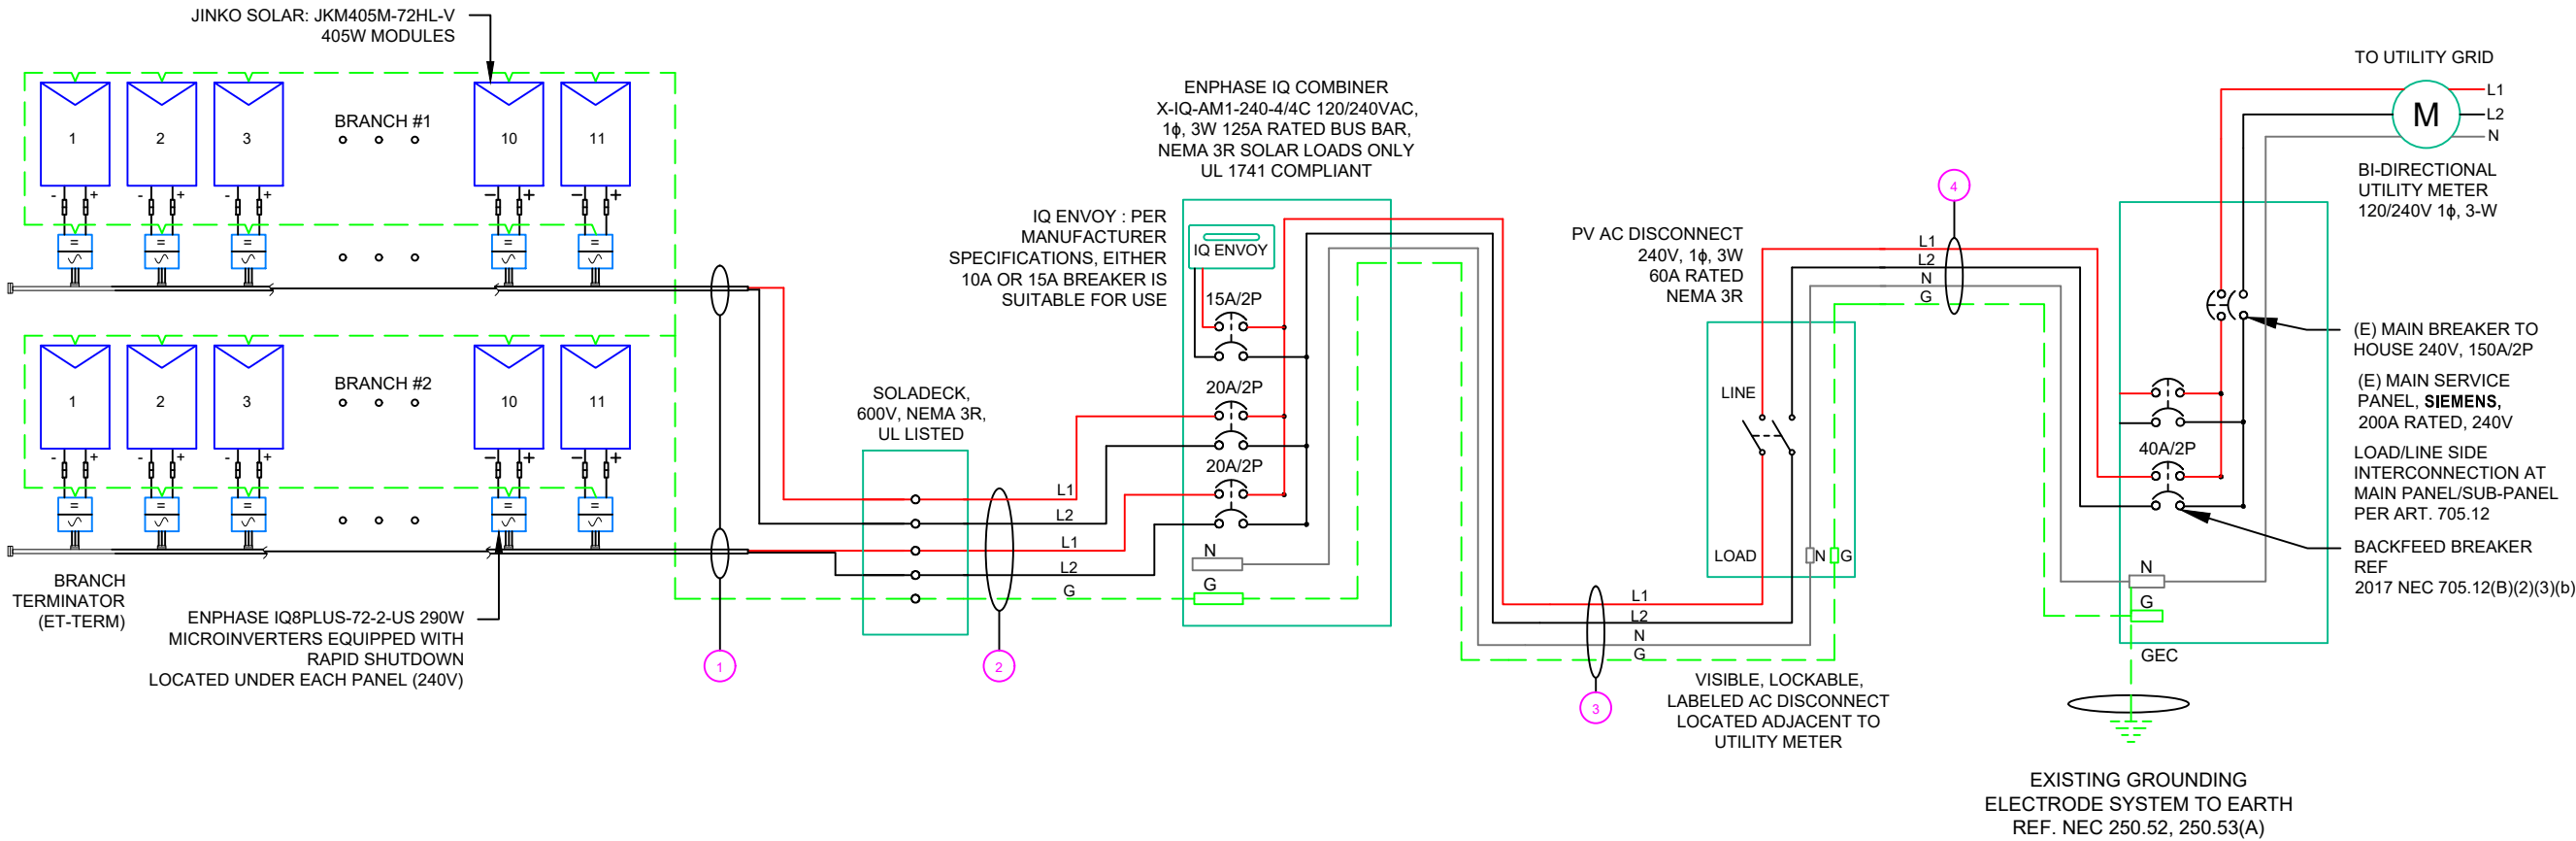 JINKO SOLAR: JKM405M-72HL-V
405W MODULES
1
2
3
BRANCH #1
10
11
- +
- +
- +
- +
- +
1
2
3
BRANCH #2
10
11
- +
- +
- +
- +
- +
BRANCH
TERMINATOR
(ET-TERM)
ENPHASE IQ8PLUS-72-2-US 290W
MICROINVERTERS EQUIPPED WITH
RAPID SHUTDOWN
LOCATED UNDER EACH PANEL (240V)
1
SOLADECK,
600V, NEMA 3R,
UL LISTED
L1
L2
L1
L2
G
2
ENPHASE IQ COMBINER
X-IQ-AM1-240-4/4C 120/240VAC,
1ϕ, 3W 125A RATED BUS BAR,
NEMA 3R SOLAR LOADS ONLY
UL 1741 COMPLIANT
IQ ENVOY : PER
MANUFACTURER
SPECIFICATIONS, EITHER
10A OR 15A BREAKER IS
SUITABLE FOR USE
IQ ENVOY
15A/2P
20A/2P
20A/2P
N
G
L1
L2
N
G
3
PV AC DISCONNECT
240V, 1ϕ, 3W
60A RATED
NEMA 3R
LINE
LOAD
N
G
VISIBLE, LOCKABLE,
LABELED AC DISCONNECT
LOCATED ADJACENT TO
UTILITY METER
4
L1
L2
N
G
TO UTILITY GRID
L1
L2
N
M
BI-DIRECTIONAL
UTILITY METER
120/240V 1ϕ, 3-W
(E) MAIN BREAKER TO
HOUSE 240V, 150A/2P
(E) MAIN SERVICE
PANEL, SIEMENS,
200A RATED, 240V
40A/2P
LOAD/LINE SIDE
INTERCONNECTION AT
MAIN PANEL/SUB-PANEL
PER ART. 705.12
BACKFEED BREAKER
REF
2017 NEC 705.12(B)(2)(3)(b)
N
G
GEC
EXISTING GROUNDING
ELECTRODE SYSTEM TO EARTH
REF. NEC 250.52, 250.53(A)